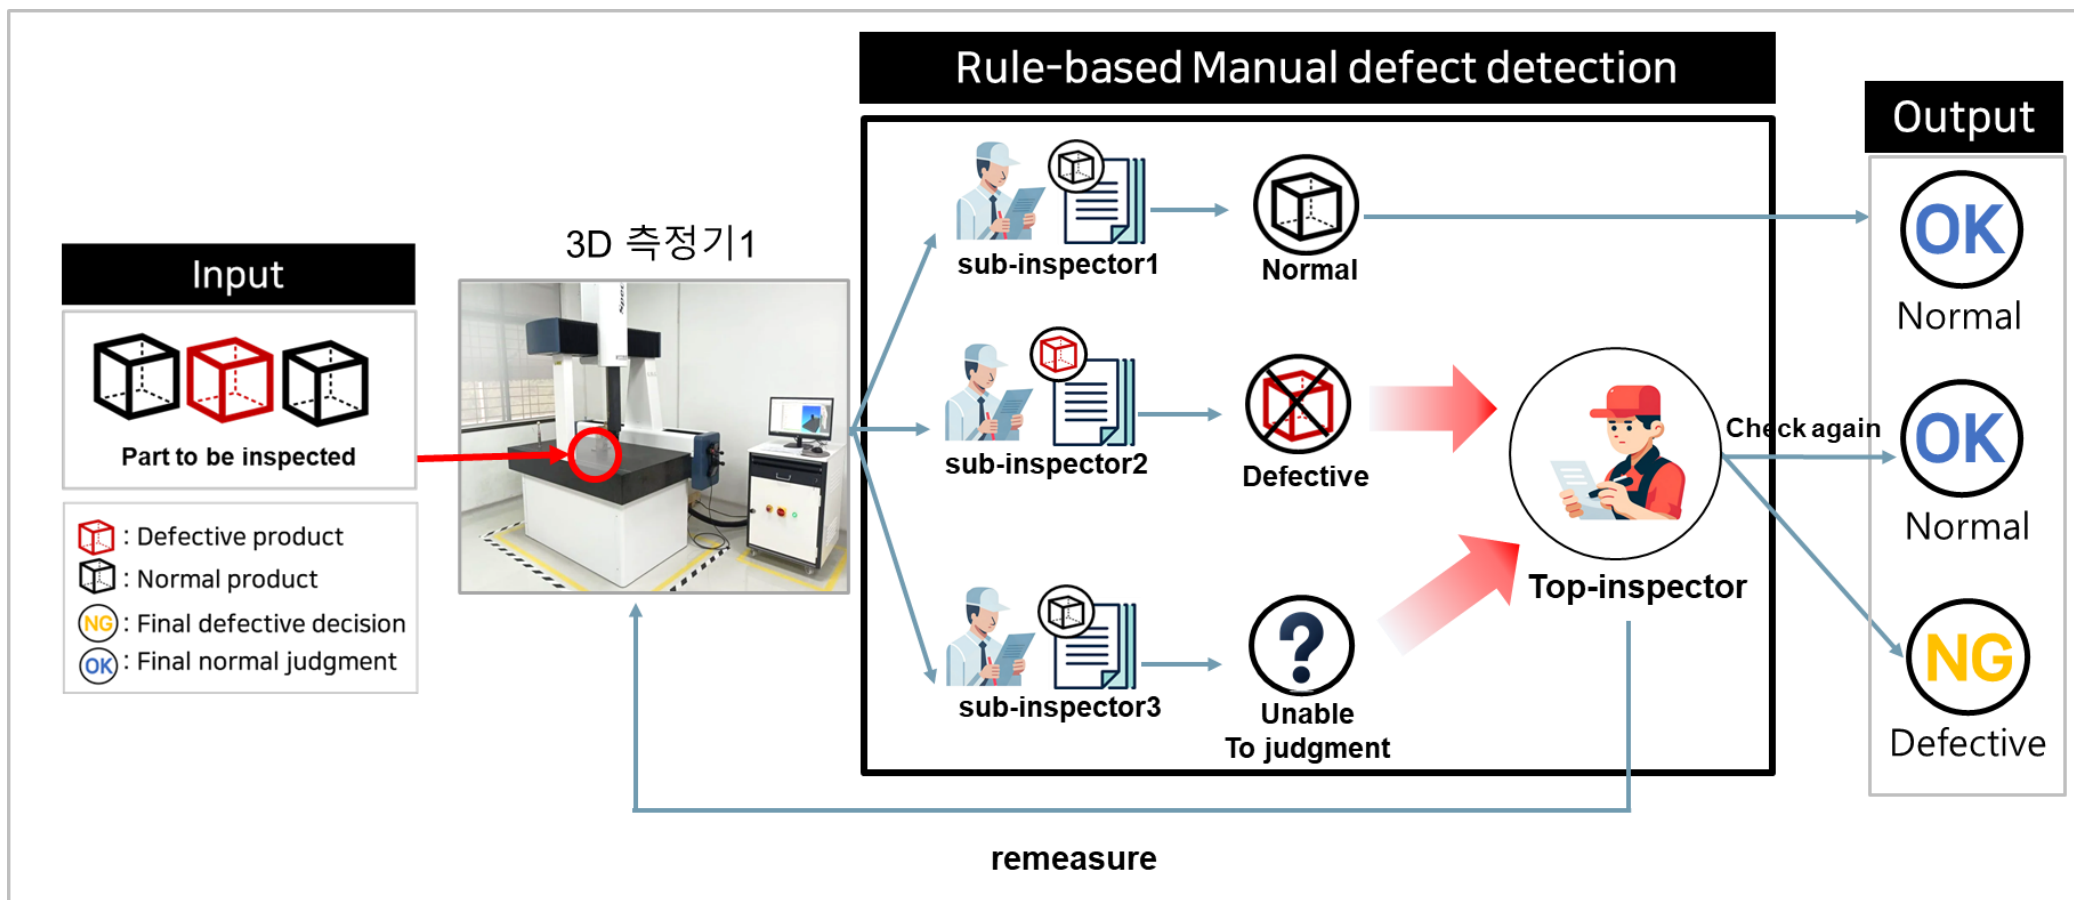 Rule-based Manual defect detection
Output
Input
3D 측정기1
Part to be inspected
: Defective product
: Normal product
NG : Final defective decision
OK : Final normal judgment
sub-inspector1
Normal
sub-inspector2
Defective
sub-inspector3
?
Unable
To judgment
Top-inspector
Check again
remeasure
OK
Normal
OK
Normal
NG
Defective